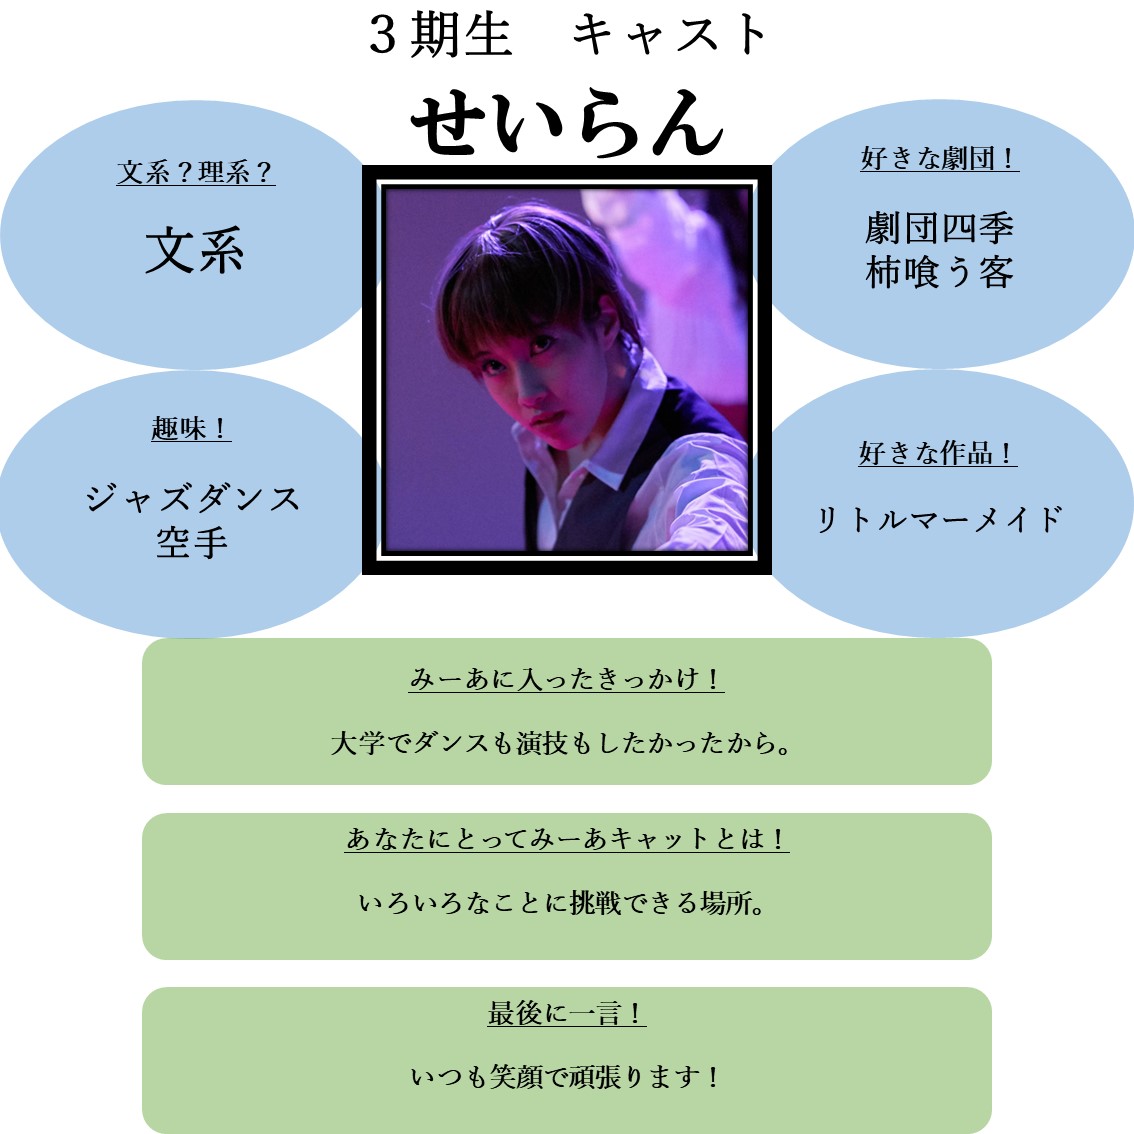 ３期生　キャスト
せいらん
文系？理系？
文系
好きな劇団！
劇団四季
柿喰う客
趣味！
ジャズダンス
空手
好きな作品！
リトルマーメイド
みーあに入ったきっかけ！
大学でダンスも演技もしたかったから。
あなたにとってみーあキャットとは！
いろいろなことに挑戦できる場所。
最後に一言！
いつも笑顔で頑張ります！